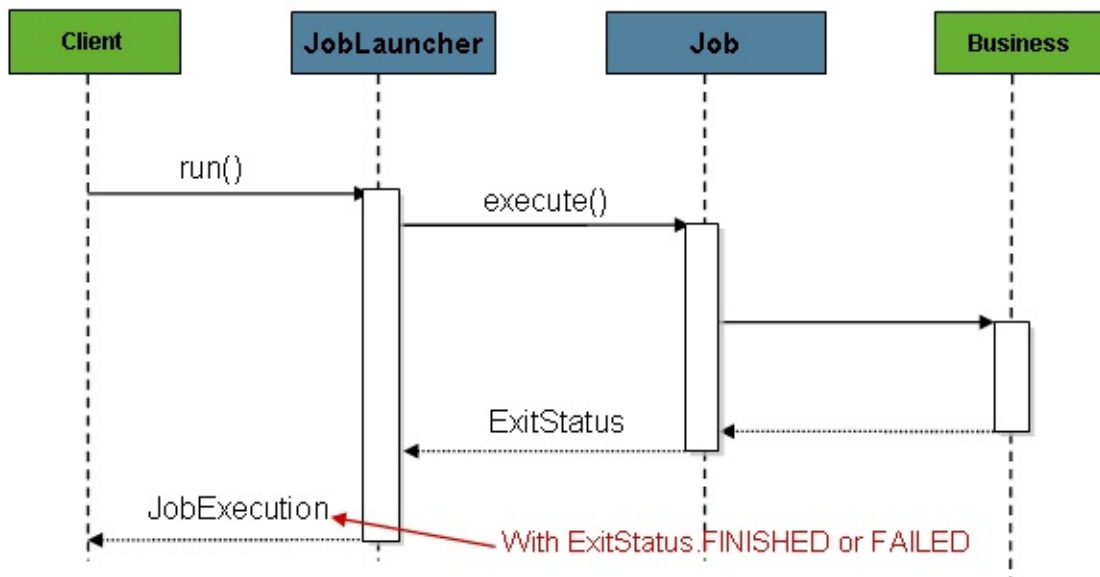 Client
JobLauncher
Job
Business
run()
execute()
ExitStatus
JobExecution
With ExitStatus.FINISHED or FAILED